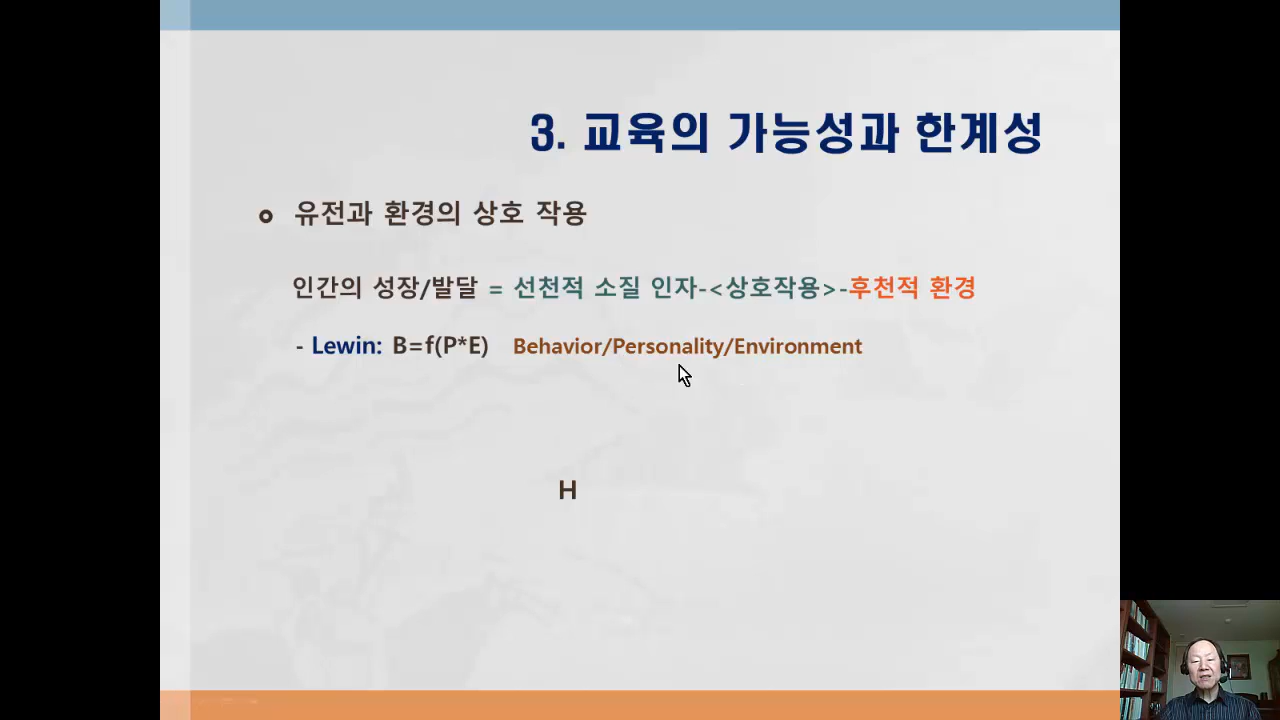 3. 교육의 가능성과 한계성
유전과 환경의 상호 작용
인간의 성장/발달 = 선천적 소질 인자-<상호작용>-후천적 환경
- Lewin: B=f(P*E) Behavior/Personality/Environment
H